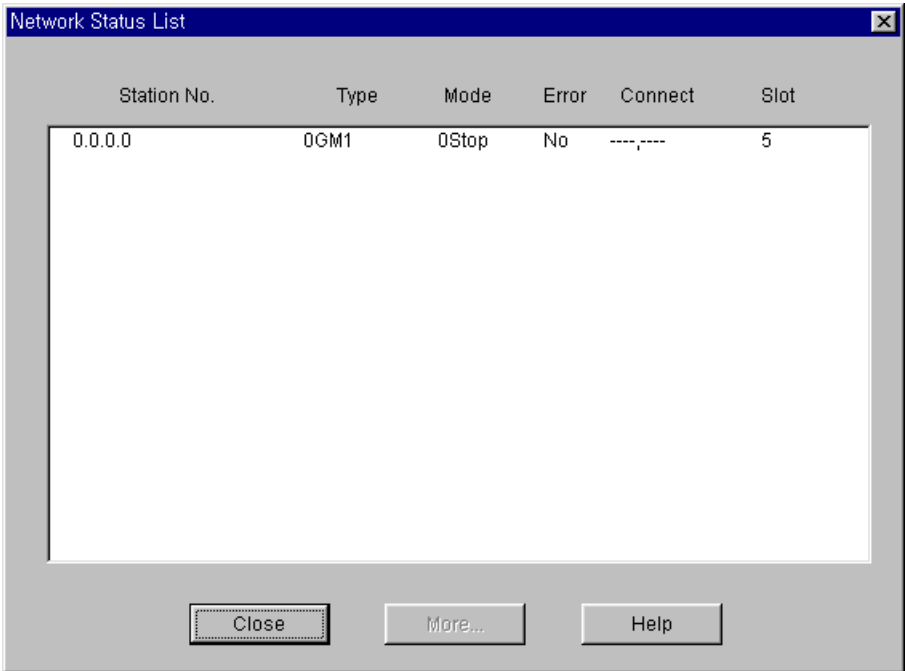 Network Status List
Station No. Type Mode Error Connect Slot
0.0.0.0 0GM1 0Stop No ----,---- 5
Close More... Help